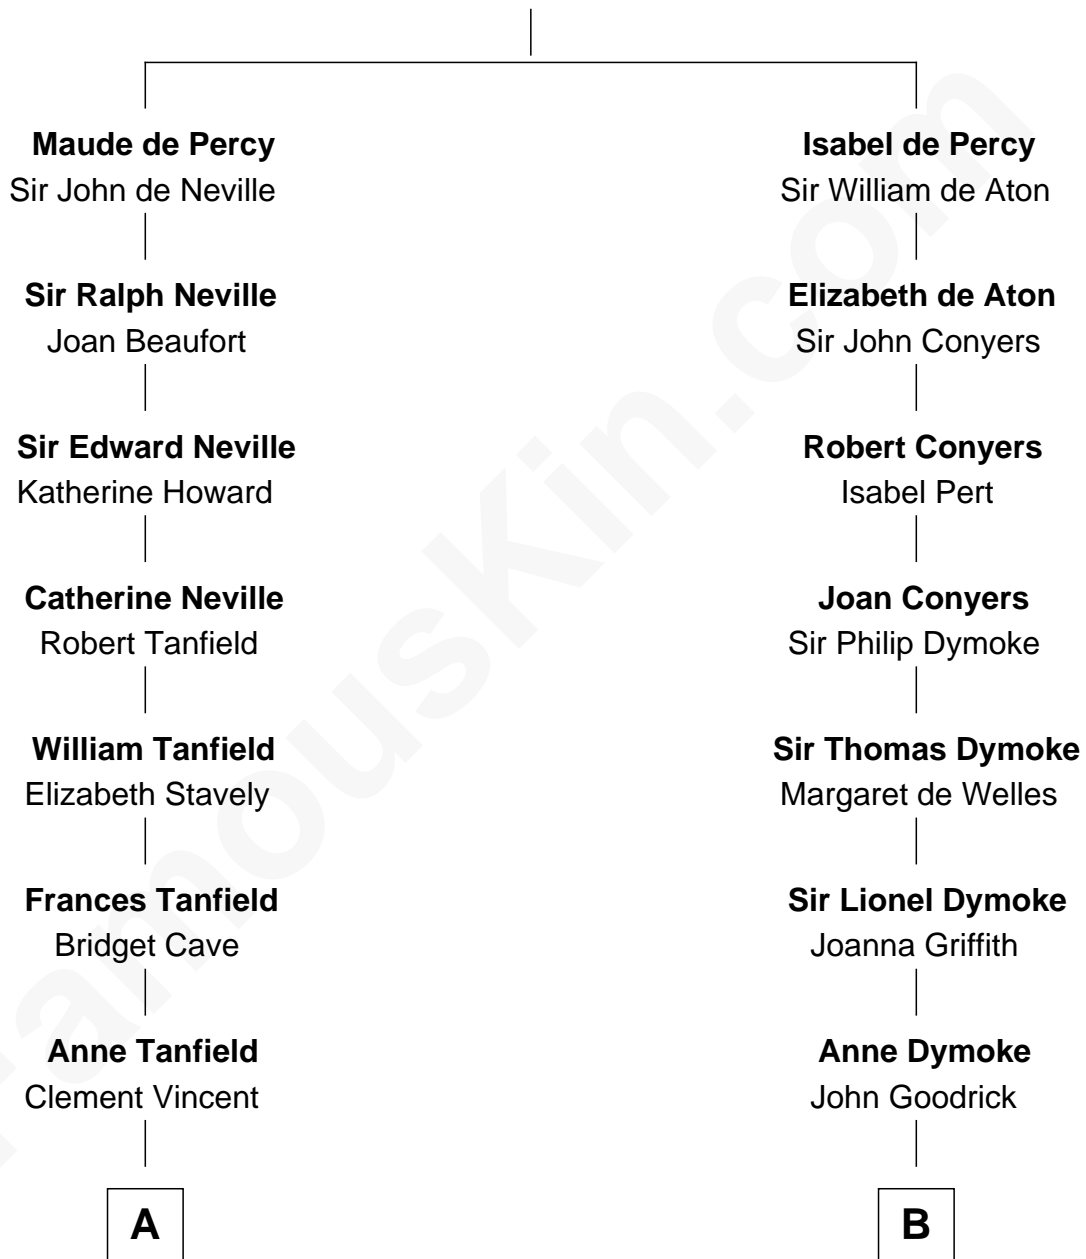 Maude de Percy
Sir John de Neville
Sir Ralph Neville
Joan Beaufort
Sir Edward Neville
Katherine Howard
Catherine Neville
Robert Tanfield
William Tanfield
Elizabeth Stavely
Frances Tanfield
Bridget Cave
Anne Tanfield
Clement Vincent
A
Isabel de Percy
Sir William de Aton
Elizabeth de Aton
Sir John Conyers
Robert Conyers
Isabel Pert
Joan Conyers
Sir Philip Dymoke
Sir Thomas Dymoke
Margaret de Welles
Sir Lionel Dymoke
Joanna Griffith
Anne Dymoke
John Goodrick
B
FamousKin.com